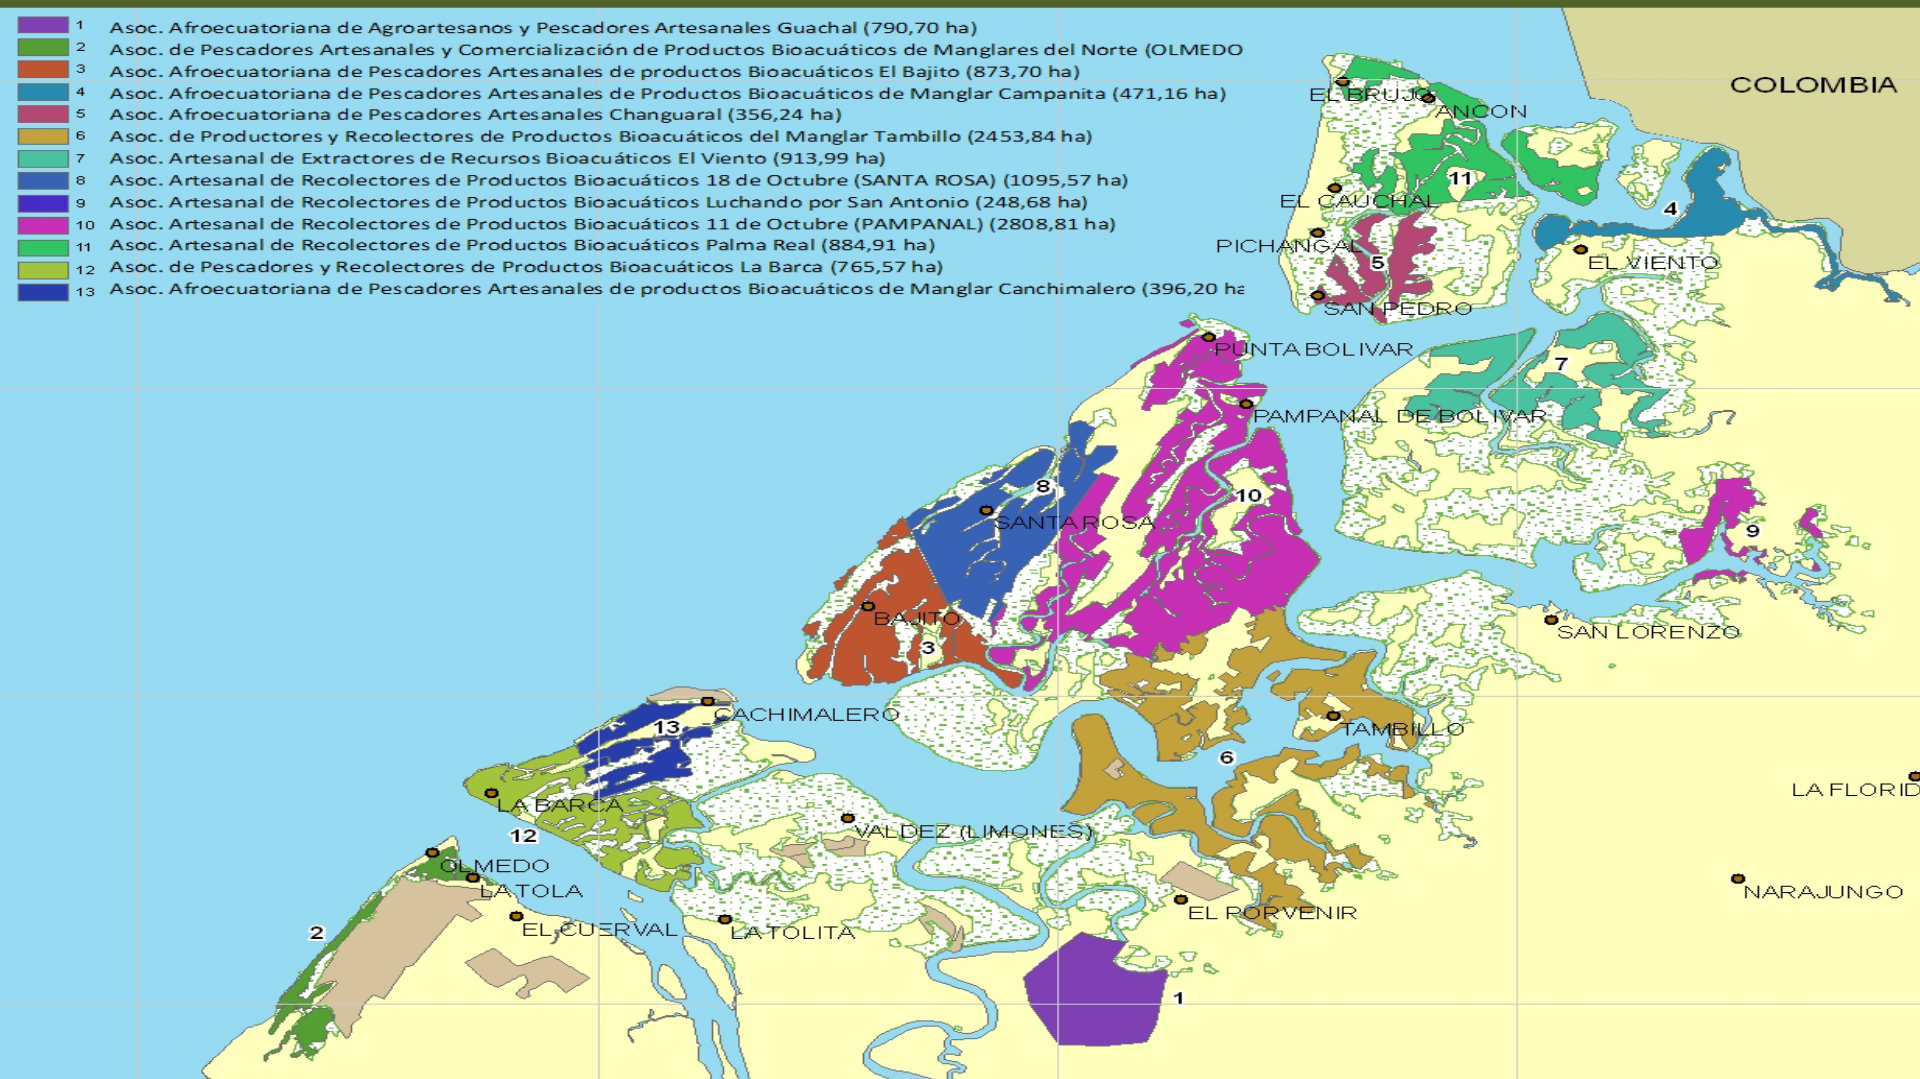 1 Asoc. Afroecuatoriana de Agroartesanos y Pescadores Artesanales Guachal (790,70 ha)
2 Asoc. de Pescadores Artesanales y Comercialización de Productos Bioacuáticos de Manglares del Norte (OLMEDO
3 Asoc. Afroecuatoriana de Pescadores Artesanales de productos Bioacuáticos El Bajito (873,70 ha)
4 Asoc. Afroecuatoriana de Pescadores Artesanales de Productos Bioacuáticos de Manglar Campanita (471,16 ha)
5 Asoc. Afroecuatoriana de Pescadores Artesanales Changuaral (356,24 ha)
6 Asoc. de Productores y Recolectores de Productos Bioacuáticos del Manglar Tambillo (2453,84 ha)
7 Asoc. Artesanal de Extractores de Recursos Bioacuáticos El Viento (913,99 ha)
8 Asoc. Artesanal de Recolectores de Productos Bioacuáticos 18 de Octubre (SANTA ROSA) (1095,57 ha)
9 Asoc. Artesanal de Recolectores de Productos Bioacuáticos Luchando por San Antonio (248,68 ha)
10 Asoc. Artesanal de Recolectores de Productos Bioacuáticos 11 de Octubre (PAMPANAL) (2808,81 ha)
11 Asoc. Artesanal de Recolectores de Productos Bioacuáticos Palma Real (884,91 ha)
12 Asoc. de Pescadores y Recolectores de Productos Bioacuáticos La Barca (765,57 ha)
13 Asoc. Afroecuatoriana de Pescadores Artesanales de productos Bioacuáticos de Manglar Canchimalero (396,20 ha
COLOMBIA
EL BRUJO
ANCON
11
EL CAUCHAL
4
PICHANGAL
5
EL VIENTO
SAN PEDRO
PUNTA BOLIVAR
7
PAMPANAL DE BOLIVAR
8
10
SANTA ROSA
9
BAJITO
SAN LORENZO
3
CACHIMALERO
13
TAMBILLO
6
LA FLORID
LA BARCA
12
VALDEZ (LIMONES)
OLMEDO
LA TOLA
NARAJUNGO
EL PORVENIR
2
EL CUERVAL
LA TOLITA
1